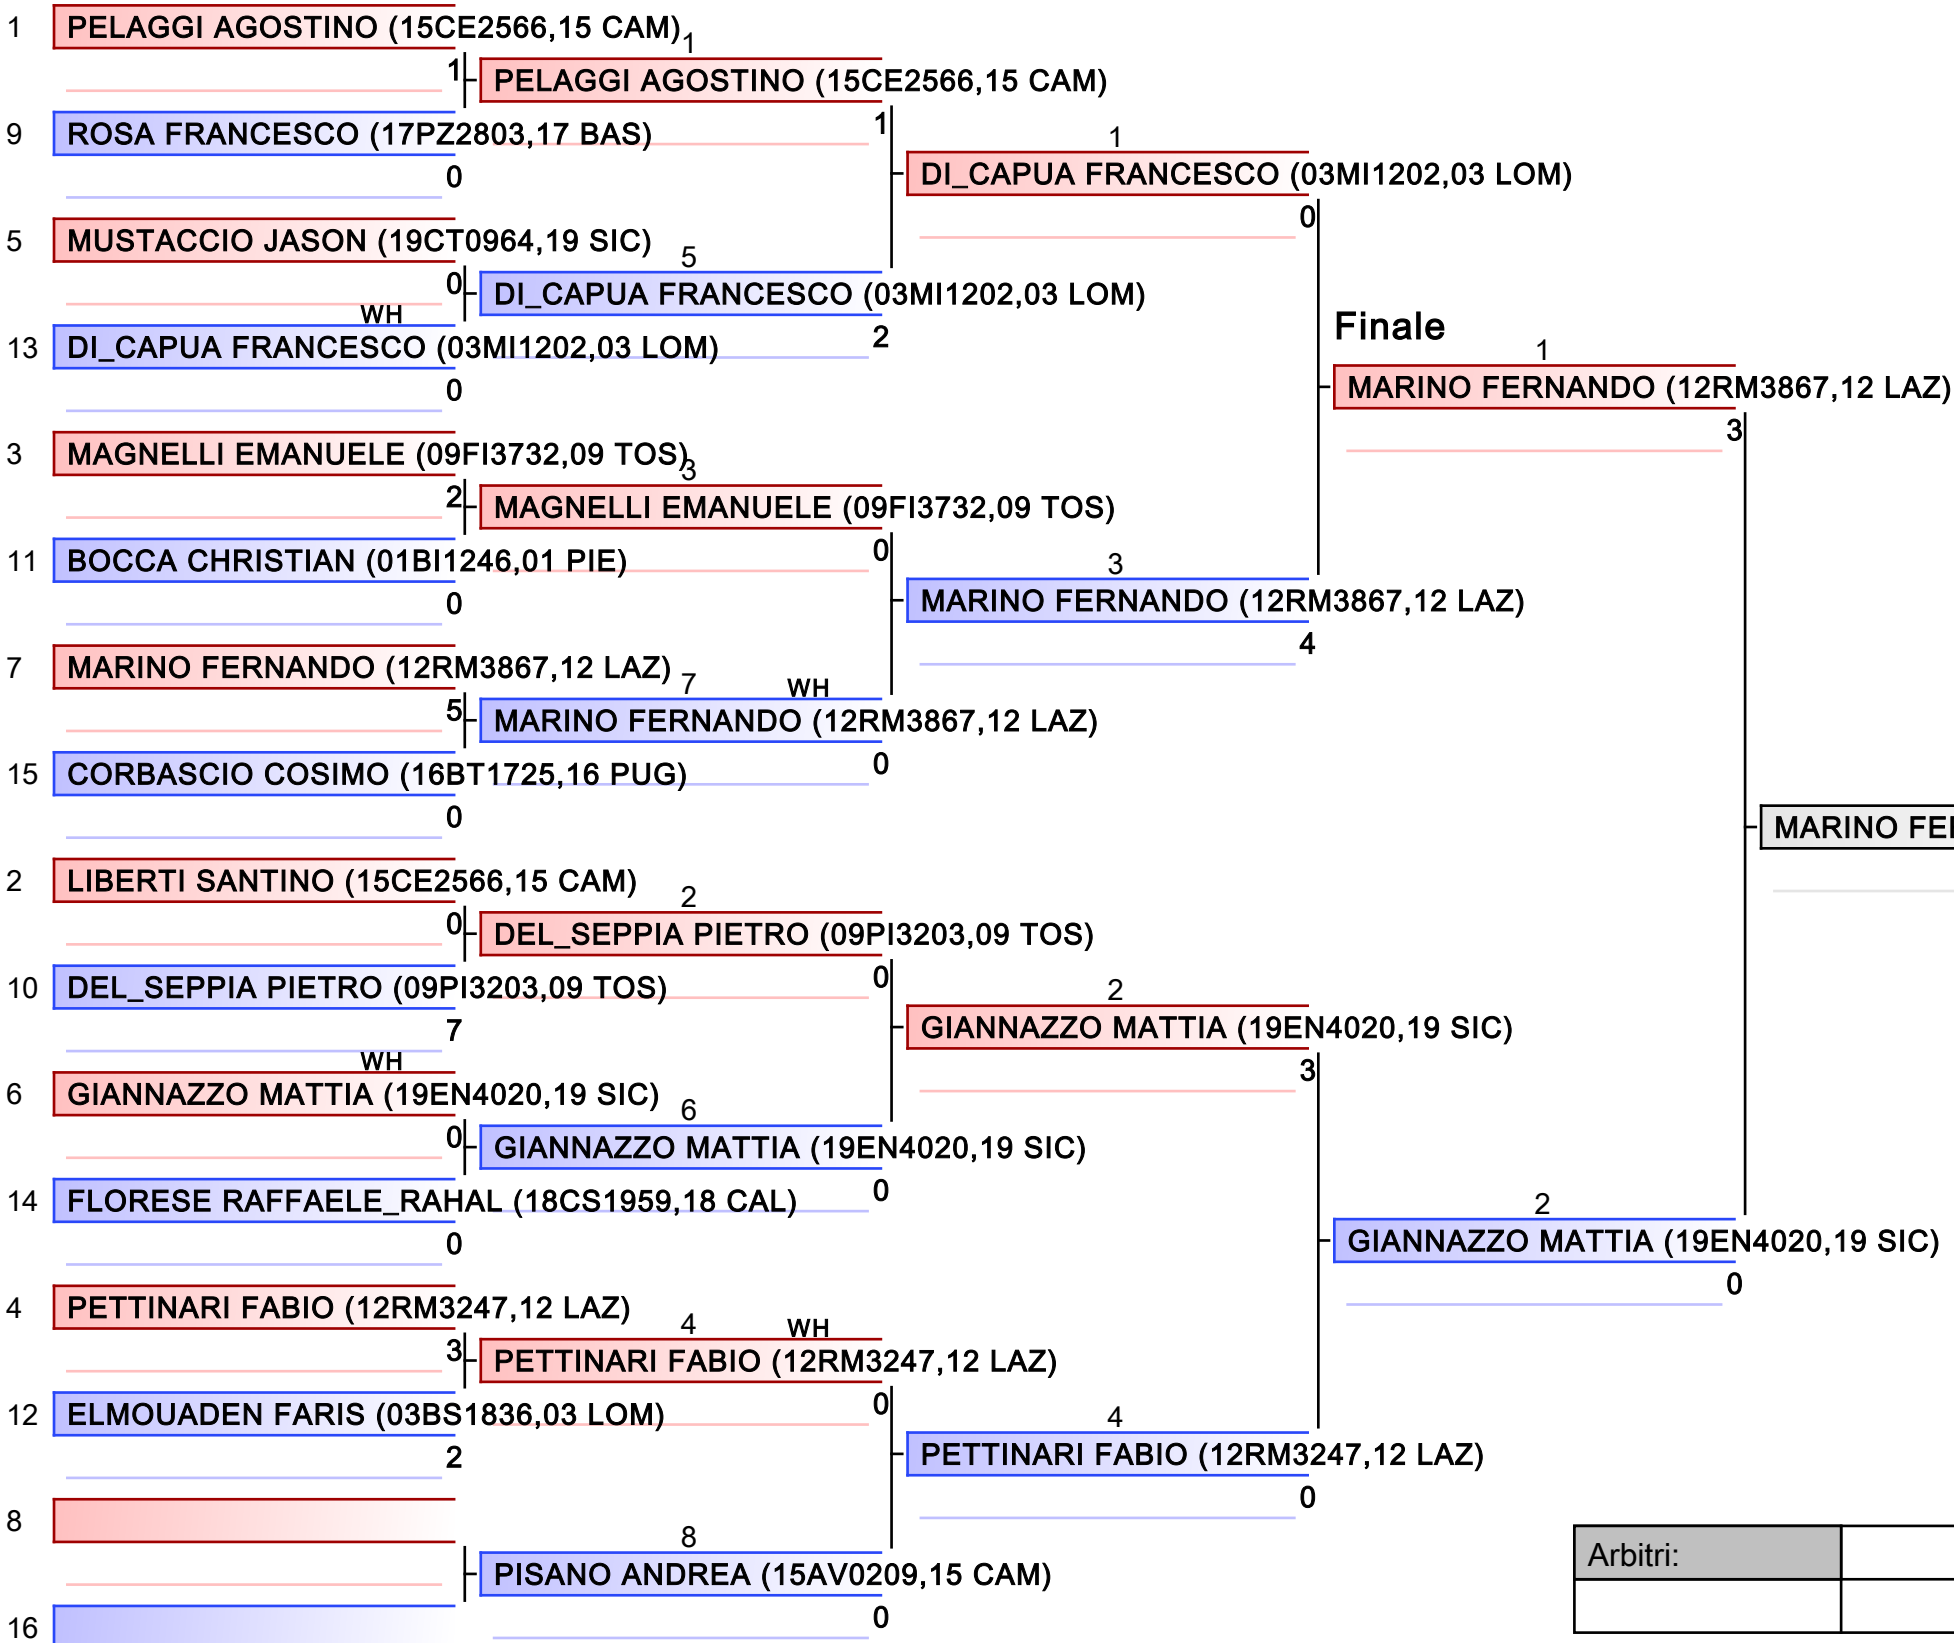 1 PELAGGI AGOSTINO (15CE2566,15 CAM)
1
1 PELAGGI AGOSTINO (15CE2566,15 CAM)
9 ROSA FRANCESCO (17PZ2803,17 BAS)
1
0
1
DI_CAPUA FRANCESCO (03MI1202,03 LOM)
0
5 MUSTACCIO JASON (19CT0964,19 SIC)
5
0 DI_CAPUA FRANCESCO (03MI1202,03 LOM)
WH
13 DI_CAPUA FRANCESCO (03MI1202,03 LOM)
2
0
Finale
1
MARINO FERNANDO (12RM3867,12 LAZ)
3
3 MAGNELLI EMANUELE (09FI3732,09 TOS)
3
2 MAGNELLI EMANUELE (09FI3732,09 TOS)
11 BOCCA CHRISTIAN (01BI1246,01 PIE)
0
0
3
MARINO FERNANDO (12RM3867,12 LAZ)
4
7 MARINO FERNANDO (12RM3867,12 LAZ)
7 WH
5 MARINO FERNANDO (12RM3867,12 LAZ)
15 CORBASCIO COSIMO (16BT1725,16 PUG)
0
0
MARINO
2 LIBERTI SANTINO (15CE2566,15 CAM)
2
0 DEL_SEPPIA PIETRO (09PI3203,09 TOS)
10 DEL_SEPPIA PIETRO (09PI3203,09 TOS)
0
7
2
GIANNAZZO MATTIA (19EN4020,19 SIC)
3
WH
6 GIANNAZZO MATTIA (19EN4020,19 SIC)
6
0 GIANNAZZO MATTIA (19EN4020,19 SIC)
14 FLORESE RAFFAELE_RAHAL (18CS1959,18 CAL)
0
0
2
GIANNAZZO MATTIA (19EN4020,19 SIC)
0
4 PETTINARI FABIO (12RM3247,12 LAZ)
4 WH
3 PETTINARI FABIO (12RM3247,12 LAZ)
12 ELMOUADEN FARIS (03BS1836,03 LOM)
0
2
4
PETTINARI FABIO (12RM3247,12 LAZ)
0
8
8
PISANO ANDREA (15AV0209,15 CAM)
0
16
Arbitri: